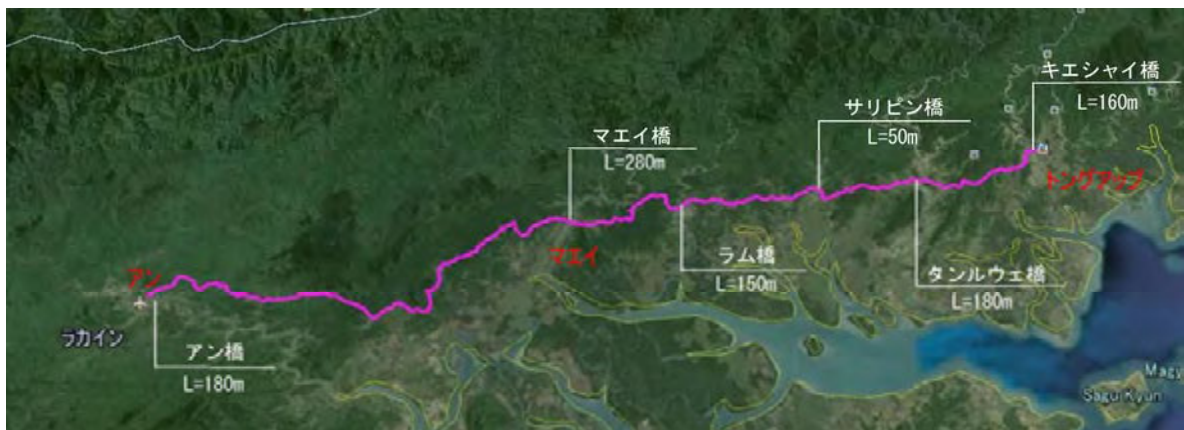 キエシャイ橋
L=160m
サリピン橋
L=50m
マエイ橋
L=280m
トングアップ
マエイ
ラム橋
L=150m
タンルウェ橋
L=180m
アン
ラカイン
アン橋
L=180m
Magy
Sagu Kyun